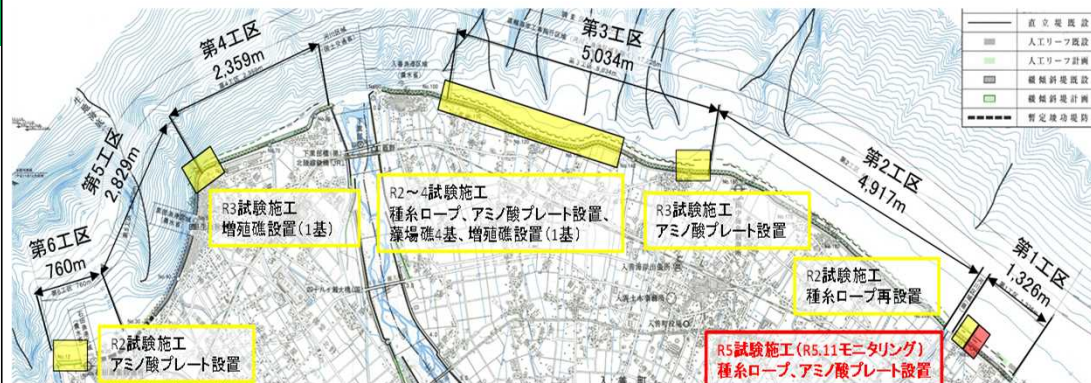 第6工区
760m
第5工区
2,829m
第4工区
2,359m
第3工区
5,034m
第2工区
4,917m
第1工区
1,326m
直立堤既設
人工リーフ既設
人工リーフ計画
緩傾斜堤既設
緩傾斜堤計画
暫定竣功堤防
R3試験施工
増殖礁設置(1基)
R2～4試験施工
種糸ロープ、アミノ酸プレート設置、
藻場礁4基、増殖礁設置(1基)
R3試験施工
アミノ酸プレート設置
R2試験施工
種糸ロープ再設置
R2試験施工
アミノ酸プレート設置
R5試験施工(R5.11モニタリング)
種糸ロープ、アミノ酸プレート設置